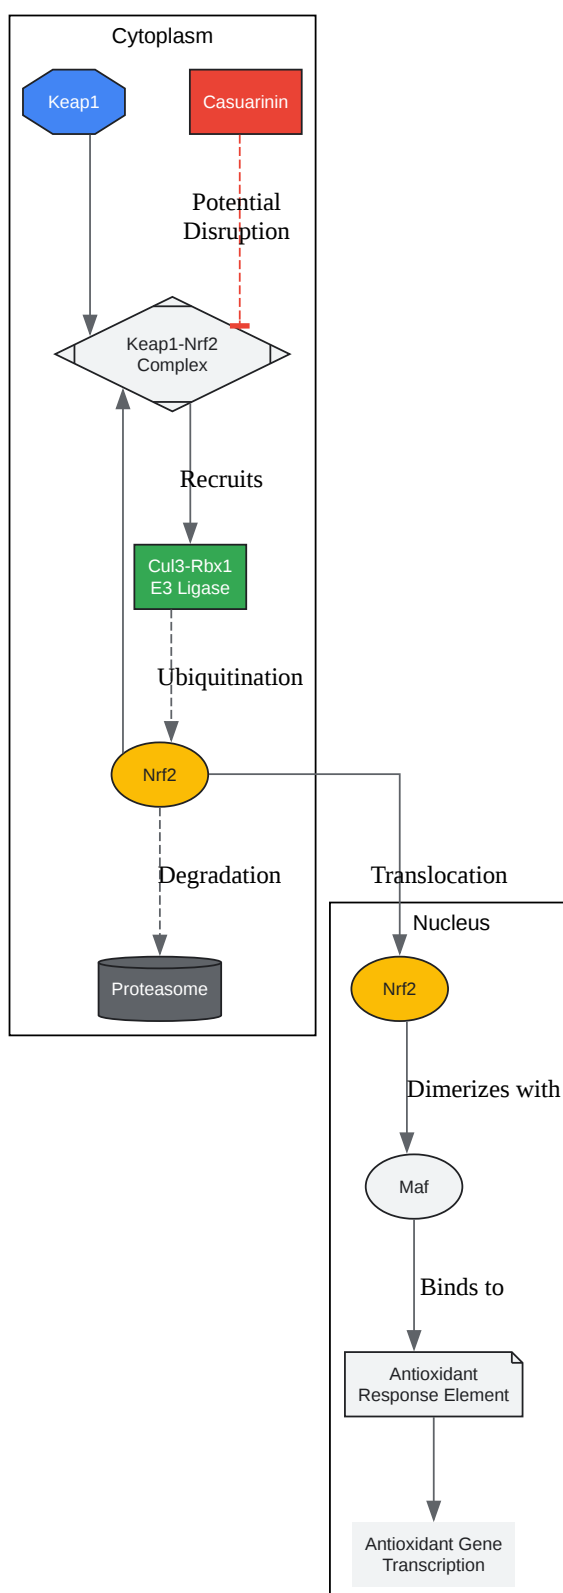 Cytoplasm
Keap1
Casuarinin
Potential
Disruption
Keap1-Nrf2
Complex
Recruits
Cul3-Rbx1
E3 Ligase
Ubiquitination
Nrf2
Degradation
Translocation
Nucleus
Proteasome
Nrf2
Dimerizes with
Maf
Binds to
Antioxidant
Response Element
Antioxidant Gene
Transcription